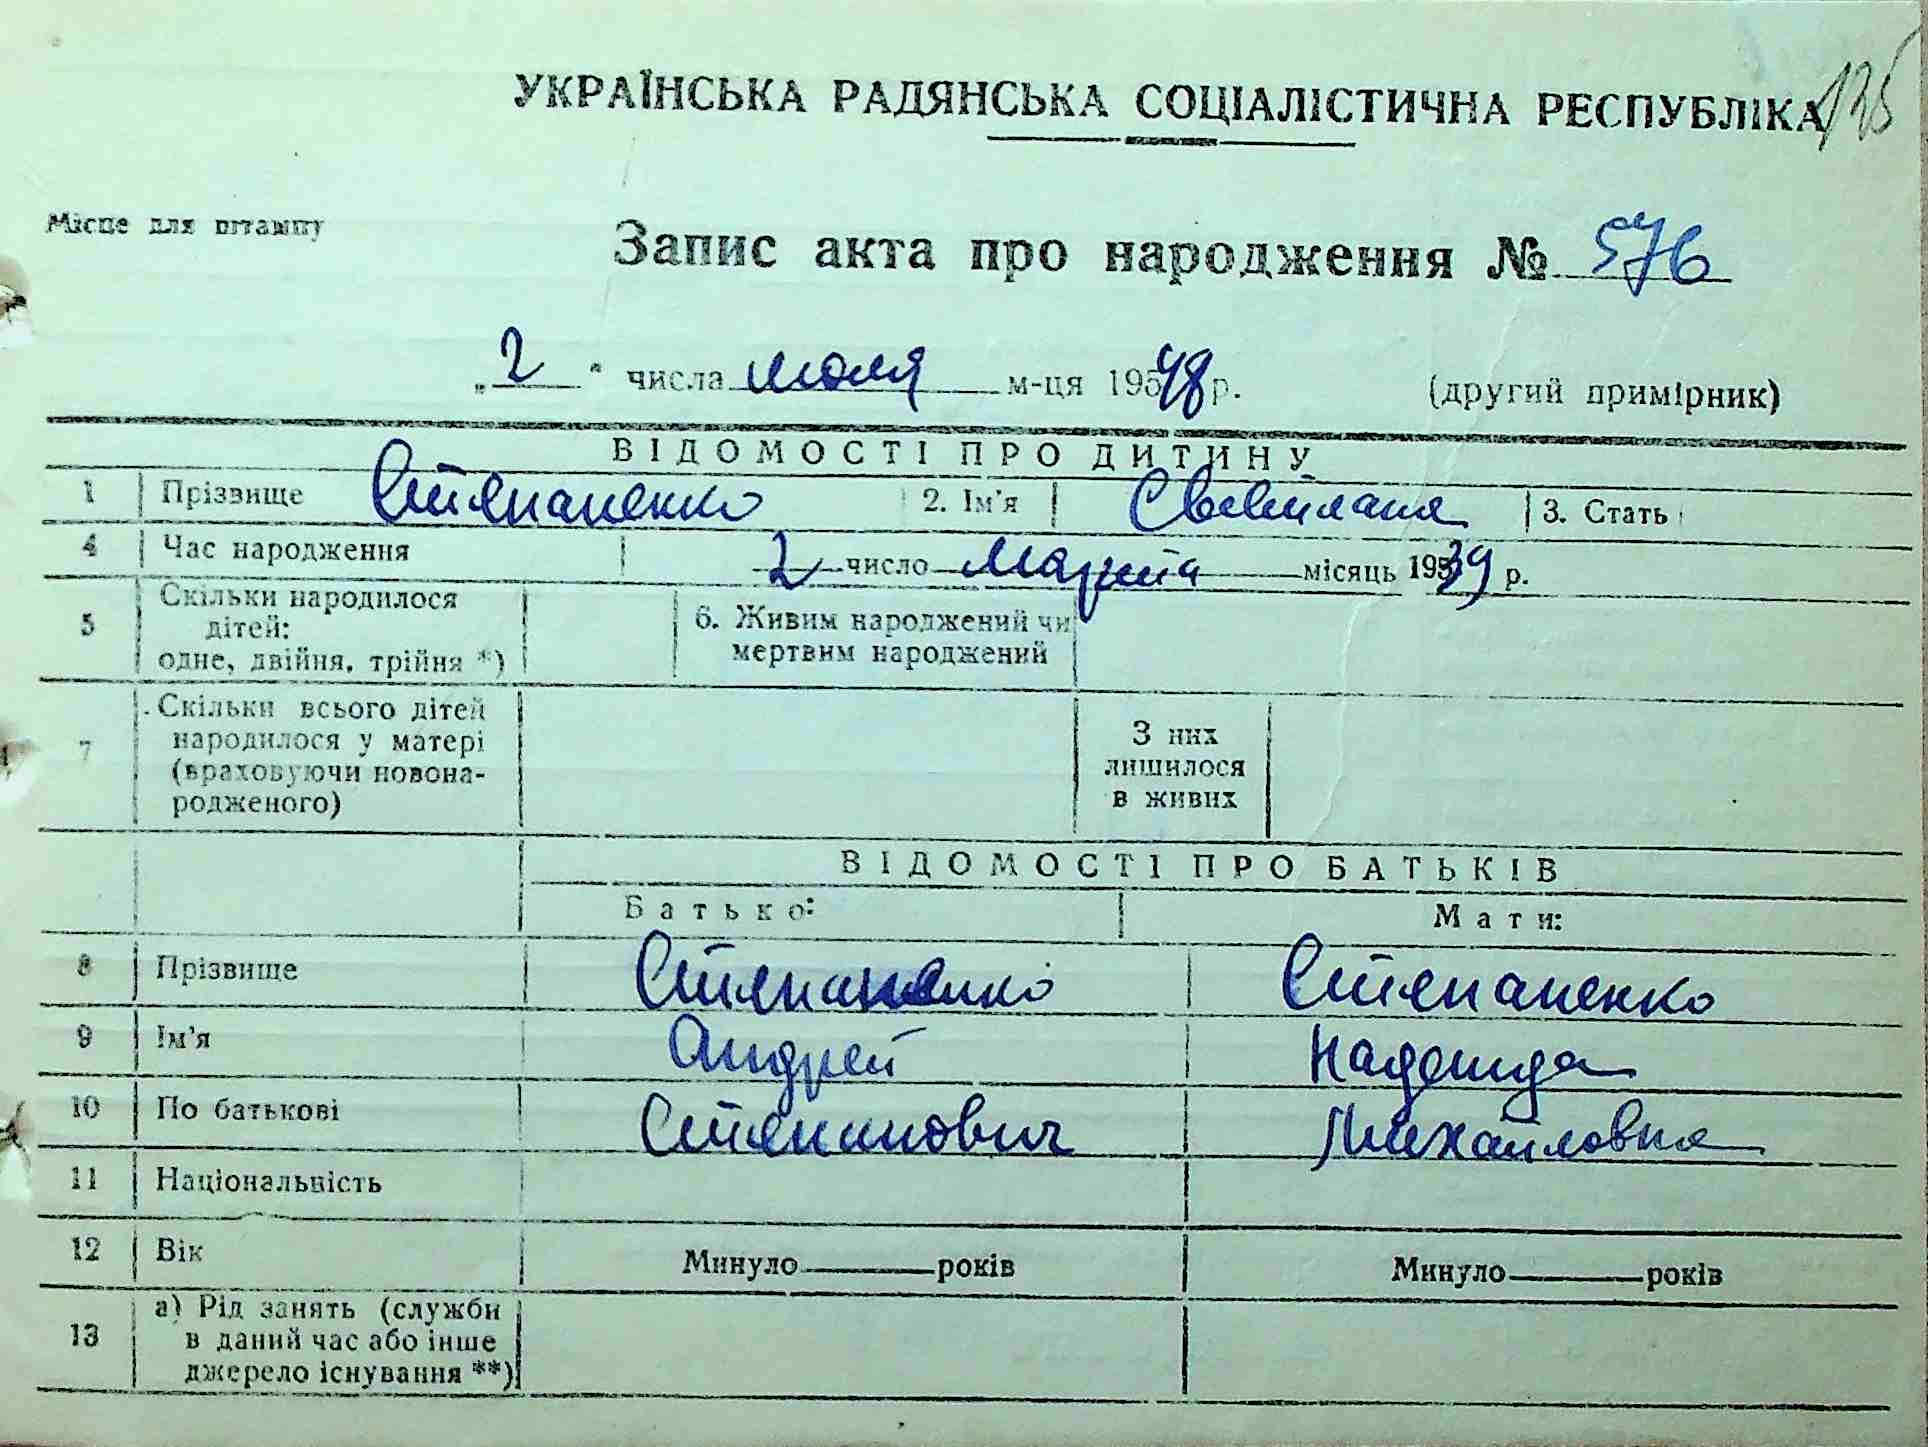 135
УКРАЇНСЬКА РАДЯНСЬКА СОЦІАЛІСТИЧНА РЕСПУБЛІКА
Місце для штампу
Запис акта про народження № 576
„2“ числа июля м-ця 1948 р. (другий примірник)
ВІДОМОСТІ ПРО ДИТИНУ
1 Прізвище Степаненко 2. Ім'я Светлана 3. Стать
4 Час народження 2 число Марта місяць 1939 р.
5 Скільки народилося дітей: одне, двійня, трійня *) 6. Живим народжений чи мертвим народжений
7 Скільки всього дітей народилося у матері (враховуючи новонародженого) З них лишилося в живих
ВІДОМОСТІ ПРО БАТЬКІВ
Батько: Мати:
8 Прізвище Степаненко Степаненко
9 Ім'я Андрей Надежда
10 По батькові Степанович Михайловна
11 Національність
12 Вік Минуло — років Минуло — років
13 а) Рід занять (служби в даний час або інше джерело існування **)